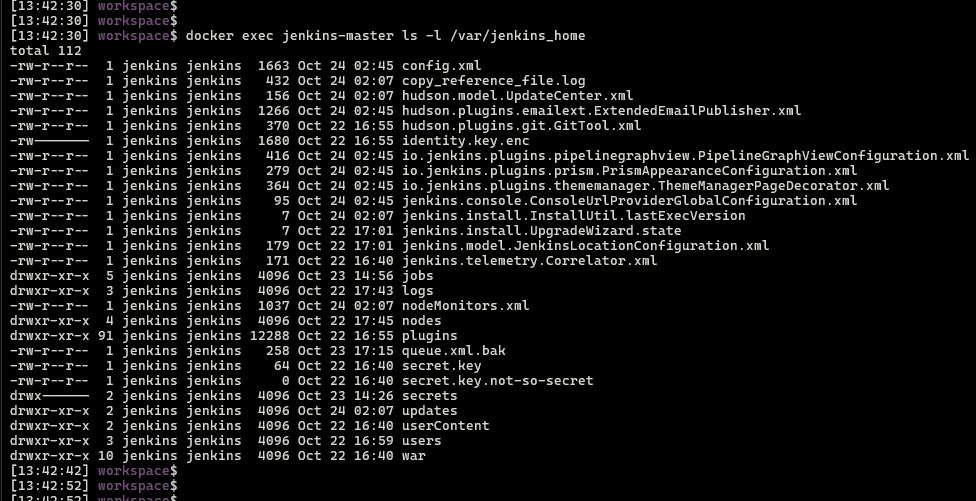 [13:42:30] workspace$
[13:42:30] workspace$
[13:42:30] workspace$ docker exec jenkins-master ls -l /var/jenkins_home
total 112
-rw-r--r--  1 jenkins jenkins  1663 Oct 24 02:45 config.xml
-rw-r--r--  1 jenkins jenkins   432 Oct 24 02:07 copy_reference_file.log
-rw-r--r--  1 jenkins jenkins   156 Oct 24 02:07 hudson.model.UpdateCenter.xml
-rw-r--r--  1 jenkins jenkins  1266 Oct 24 02:45 hudson.plugins.emailext.ExtendedEmailPublisher.xml
-rw-r--r--  1 jenkins jenkins   370 Oct 22 16:55 hudson.plugins.git.GitTool.xml
-rw-------  1 jenkins jenkins  1680 Oct 22 16:55 identity.key.enc
-rw-r--r--  1 jenkins jenkins   416 Oct 24 02:45 io.jenkins.plugins.pipelinegraphview.PipelineGraphViewConfiguration.xml
-rw-r--r--  1 jenkins jenkins   279 Oct 24 02:45 io.jenkins.plugins.prism.PrismAppearanceConfiguration.xml
-rw-r--r--  1 jenkins jenkins   364 Oct 24 02:45 io.jenkins.plugins.thememanager.ThemeManagerPageDecorator.xml
-rw-r--r--  1 jenkins jenkins    95 Oct 24 02:45 jenkins.console.ConsoleUrlProviderGlobalConfiguration.xml
-rw-r--r--  1 jenkins jenkins     7 Oct 24 02:07 jenkins.install.InstallUtil.lastExecVersion
-rw-r--r--  1 jenkins jenkins     7 Oct 22 17:01 jenkins.install.UpgradeWizard.state
-rw-r--r--  1 jenkins jenkins   179 Oct 22 17:01 jenkins.model.JenkinsLocationConfiguration.xml
-rw-r--r--  1 jenkins jenkins   171 Oct 22 16:40 jenkins.telemetry.Correlator.xml
drwxr-xr-x  5 jenkins jenkins  4096 Oct 23 14:56 jobs
drwxr-xr-x  3 jenkins jenkins  4096 Oct 22 17:43 logs
-rw-r--r--  1 jenkins jenkins  1037 Oct 24 02:07 nodeMonitors.xml
drwxr-xr-x  4 jenkins jenkins  4096 Oct 22 17:45 nodes
drwxr-xr-x 91 jenkins jenkins 12288 Oct 22 16:55 plugins
-rw-r--r--  1 jenkins jenkins   258 Oct 23 17:15 queue.xml.bak
-rw-r--r--  1 jenkins jenkins    64 Oct 22 16:40 secret.key
-rw-r--r--  1 jenkins jenkins     0 Oct 22 16:40 secret.key.not-so-secret
drwx------  2 jenkins jenkins  4096 Oct 23 14:26 secrets
drwxr-xr-x  2 jenkins jenkins  4096 Oct 24 02:07 updates
drwxr-xr-x  2 jenkins jenkins  4096 Oct 22 16:40 userContent
drwxr-xr-x  3 jenkins jenkins  4096 Oct 22 16:59 users
drwxr-xr-x 10 jenkins jenkins  4096 Oct 22 16:40 war
[13:42:42] workspace$
[13:42:52] workspace$
[13:42:52] workspace$